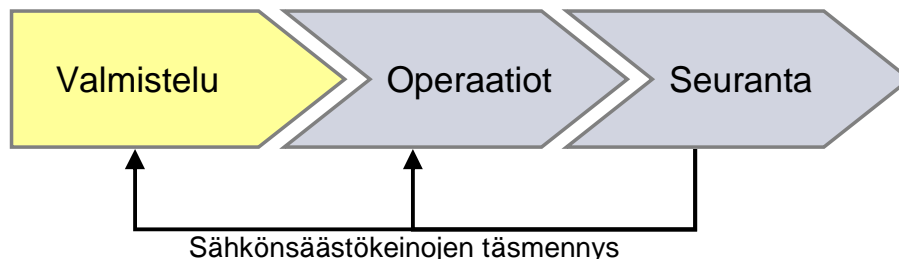 Valmistelu
Operaatiot
Seuranta
Sähkönsäästökeinojen täsmennys